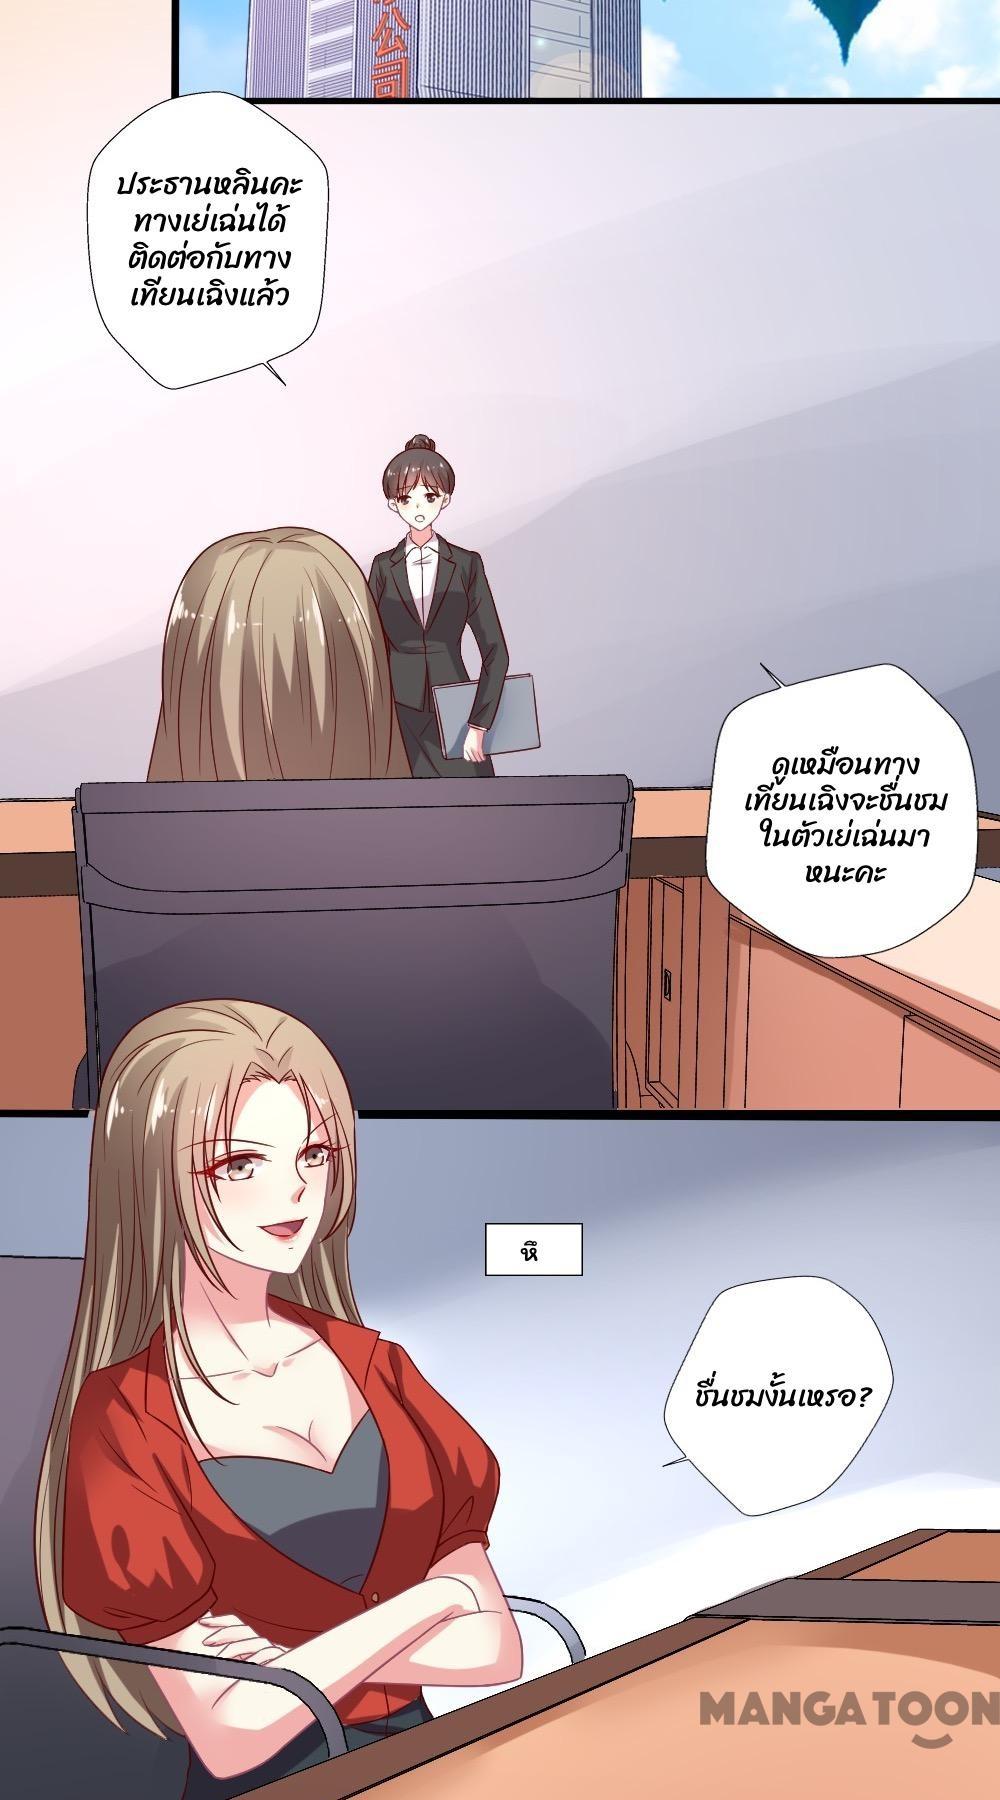 公司
ประธานหลินคะ
ทางเย่เฉ่นได้
ติดต่อกับทาง
เทียนเฉิงแล้ว
ดูเหมือนทาง
เทียนเฉิงจะชื่นชม
ในตัวเย่เฉ่นมา
หนะคะ
หึ
ชื่นชมงั้นเหรอ?
MANGATOON